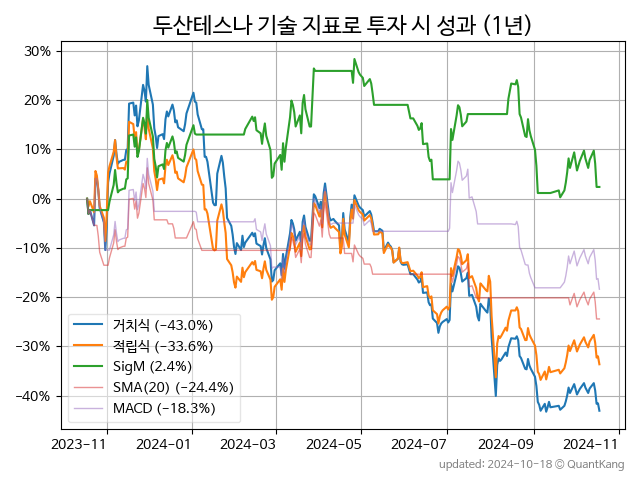 두산테스나 기술 지표로 투자 시 성과 (1년)
30%
20%
10%
0%
−10%
−20%
−30%
−40%
거치식 (−43.0%)
적립식 (−33.6%)
SigM (2.4%)
SMA(20) (−24.4%)
MACD (−18.3%)
2023-11 2024-01 2024-03 2024-05 2024-07 2024-09 2024-11
updated: 2024-10-18 © QuantKang